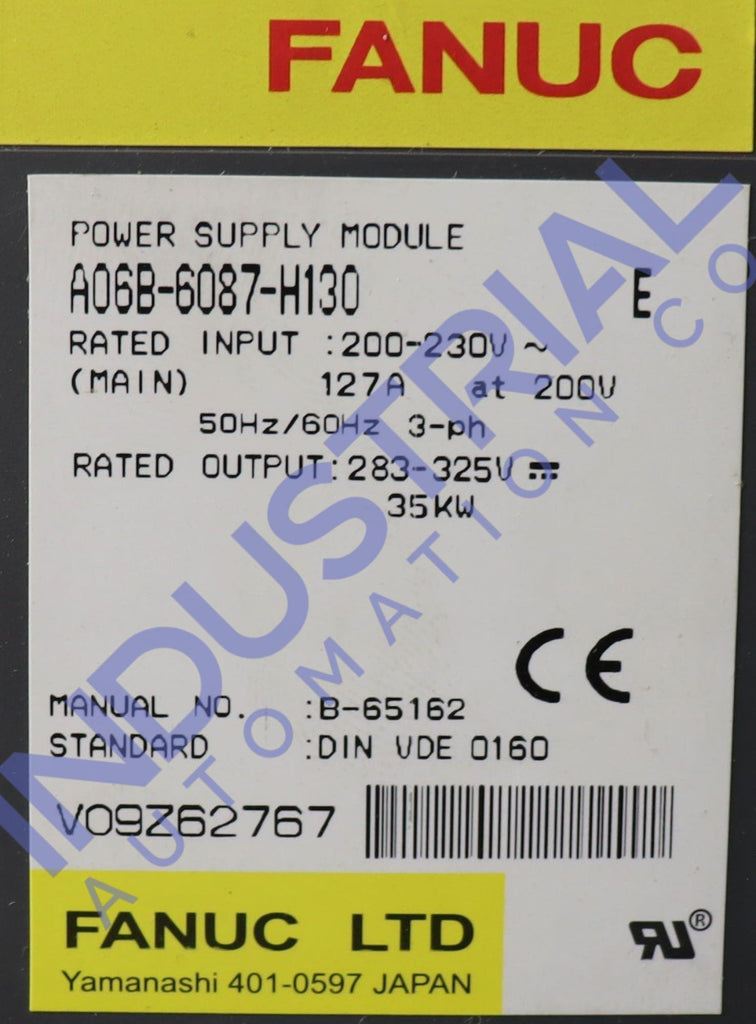 FANUC
POWER SUPPLY MODULE
A06B-6087-H130 E
RATED INPUT :200-230V ~
(MAIN) 127A at 200V
50Hz/60Hz 3-ph
RATED OUTPUT:283-325V ⎓
35KW
CE
MANUAL NO. :B-65162
STANDARD :DIN VDE 0160
V09Z62767
FANUC LTD
Yamanashi 401-0597 JAPAN
RU®
INDUSTRIAL
AUTOMATION CO